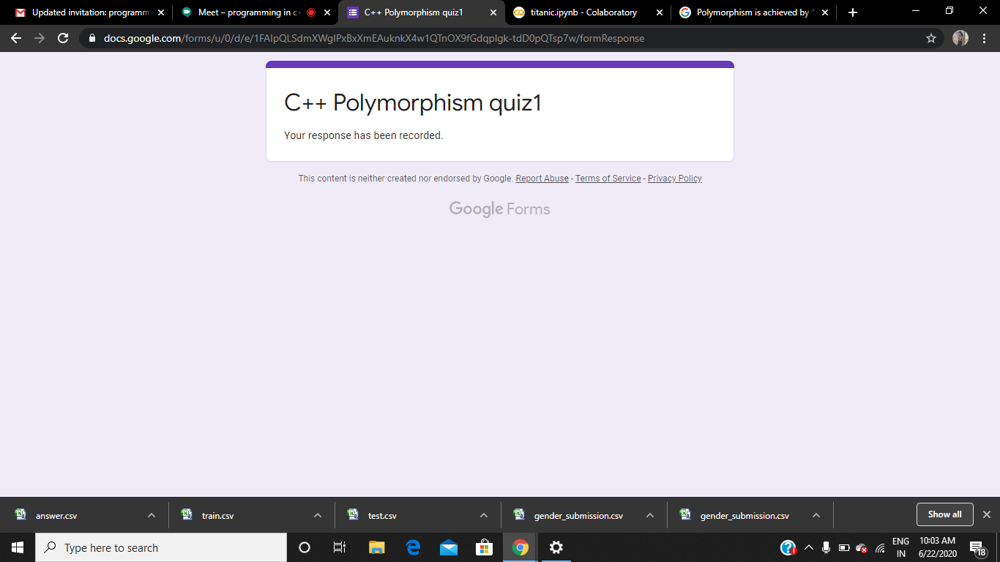 Updated invitation: programm
Meet – programming in c+
C++ Polymorphism quiz1
titanic.ipynb - Colaboratory
Polymorphism is achieved by *
docs.google.com/forms/u/0/d/e/1FAIpQLSdmXWglPxBxXmEAuknkX4w1QTnOX9fGdqpIgk-tdD0pQTsp7w/formResponse
C++ Polymorphism quiz1
Your response has been recorded.
This content is neither created nor endorsed by Google. Report Abuse - Terms of Service - Privacy Policy
Google Forms
answer.csv
train.csv
test.csv
gender_submission.csv
gender_submission.csv
Show all
Type here to search
ENG
IN
10:03 AM
6/22/2020
18